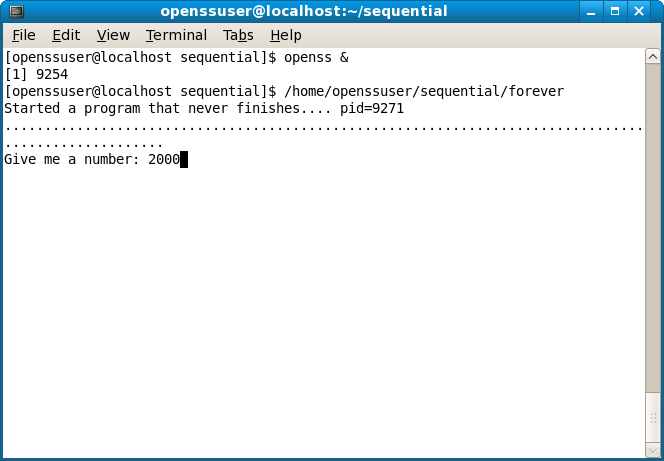 openssuser@localhost:~/sequential
File Edit View Terminal Tabs Help
[openssuser@localhost sequential]$ openss &
[1] 9254
[openssuser@localhost sequential]$ /home/openssuser/sequential/forever
Started a program that never finishes.... pid=9271
................................................................................
....................
Give me a number: 2000